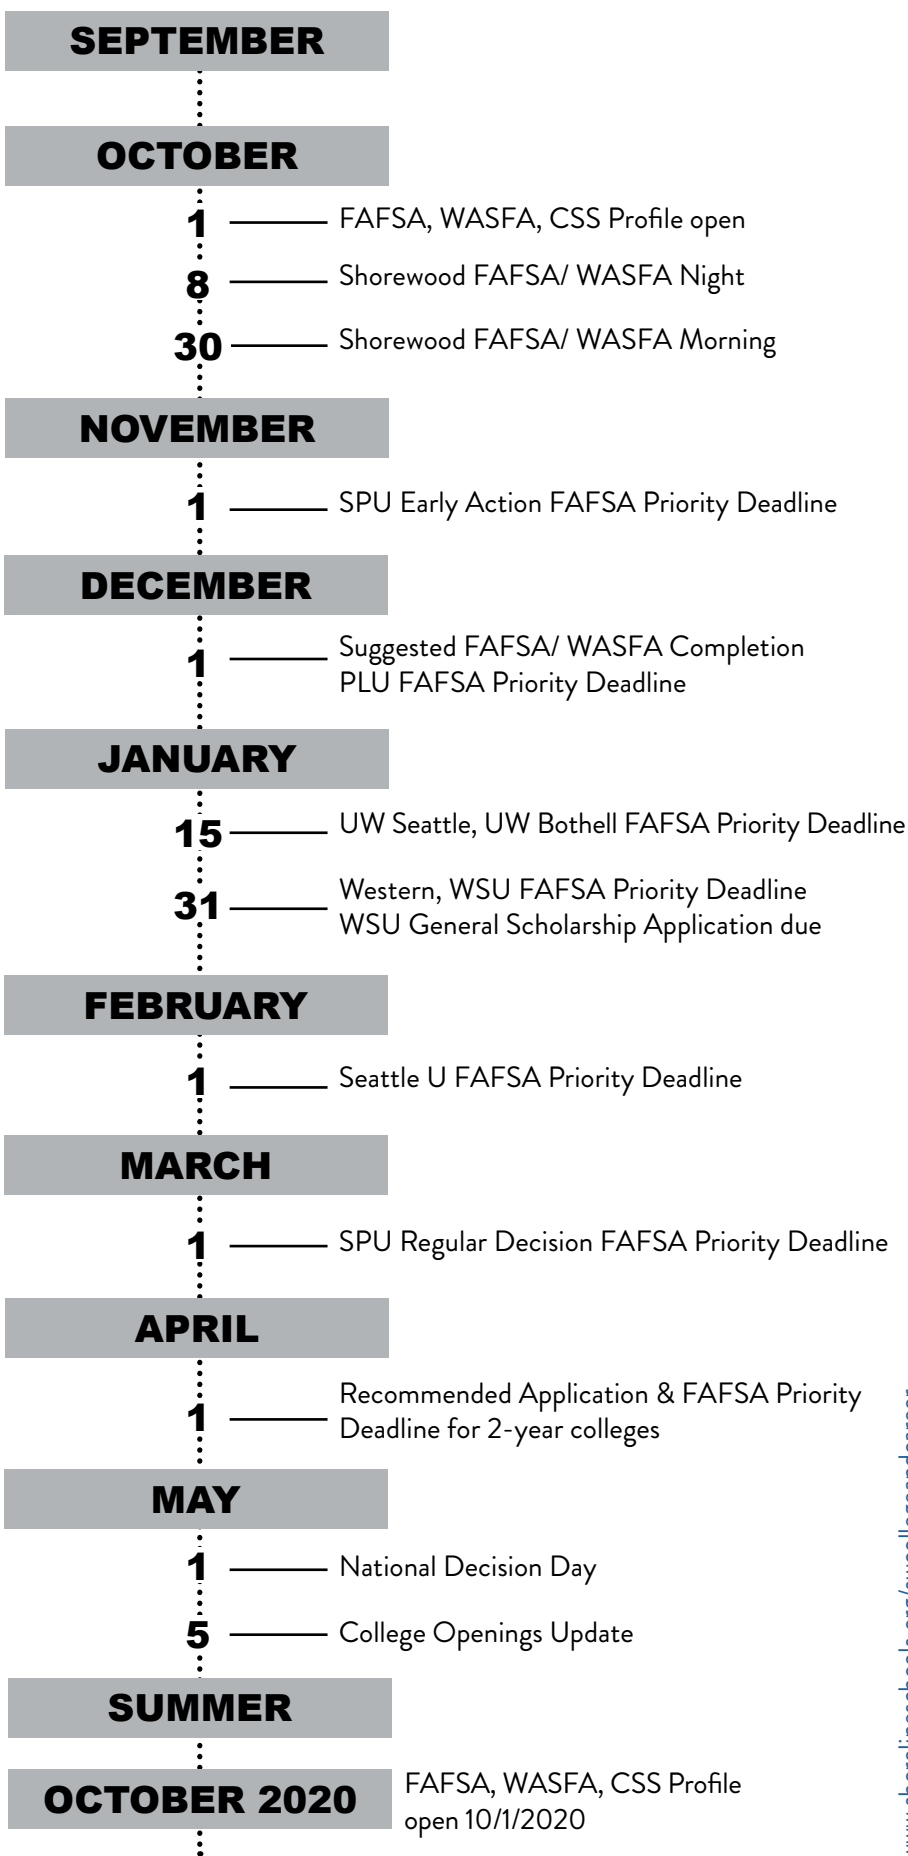 SEPTEMBER
OCTOBER
1 FAFSA, WASFA, CSS Profile open
8 Shorewood FAFSA/ WASFA Night
30 Shorewood FAFSA/ WASFA Morning
NOVEMBER
1 SPU Early Action FAFSA Priority Deadline
DECEMBER
1 Suggested FAFSA/ WASFA Completion
PLU FAFSA Priority Deadline
JANUARY
15 UW Seattle, UW Bothell FAFSA Priority Deadline
31 Western, WSU FAFSA Priority Deadline
WSU General Scholarship Application due
FEBRUARY
1 Seattle U FAFSA Priority Deadline
MARCH
1 SPU Regular Decision FAFSA Priority Deadline
APRIL
1 Recommended Application & FAFSA Priority
Deadline for 2-year colleges
MAY
1 National Decision Day
5 College Openings Update
SUMMER
OCTOBER 2020
FAFSA, WASFA, CSS Profile
open 10/1/2020